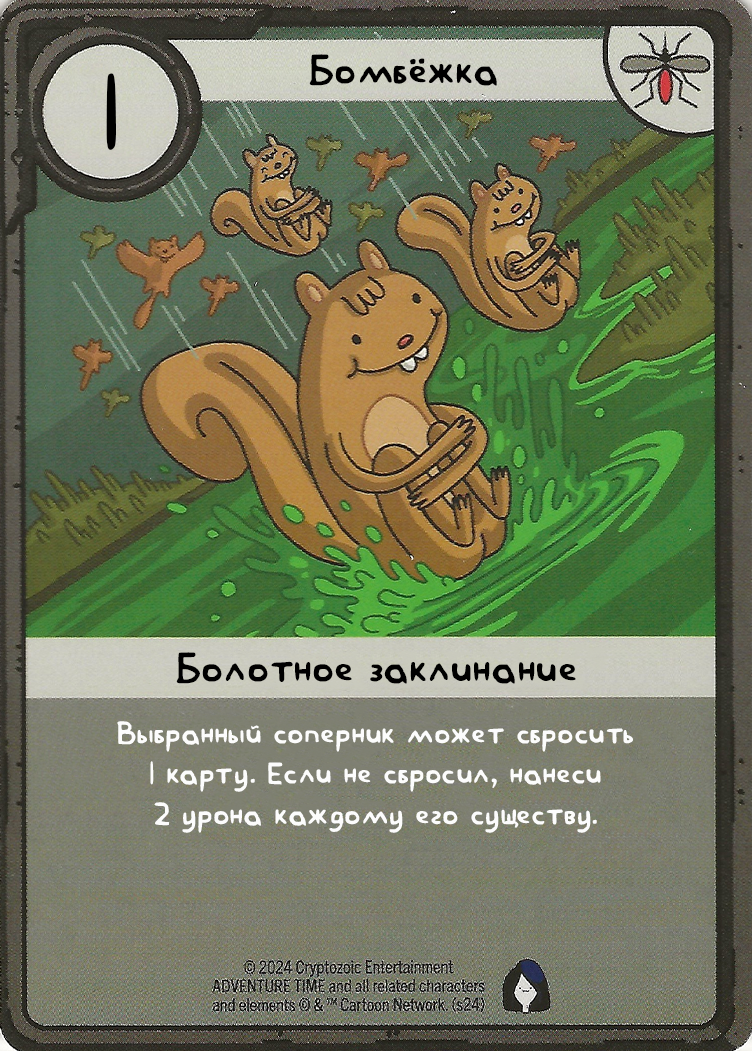 1
Бомбёжка
Болотное заклинание
Выбранный соперник может сбросить
1 карту. Если не сбросил, нанеси
2 урона каждому его существу.
© 2024 Cryptozoic Entertainment
ADVENTURE TIME and all related characters
and elements © & ™ Cartoon Network. (s24)